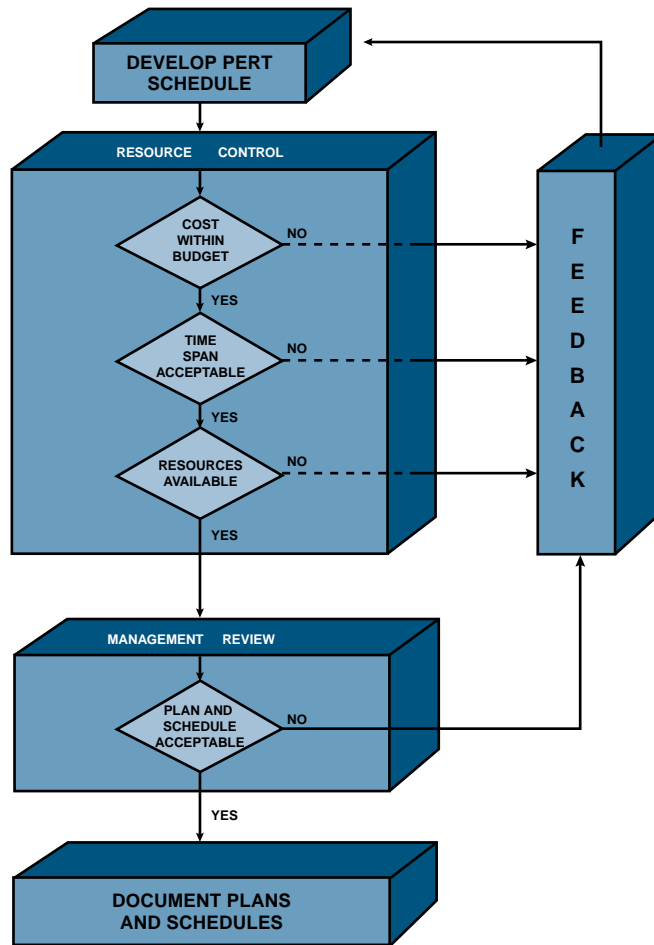 DEVELOP PERT
SCHEDULE
RESOURCE CONTROL
COST
WITHIN
BUDGET
NO
YES
TIME
SPAN
ACCEPTABLE
NO
YES
RESOURCES
AVAILABLE
NO
YES
FEEDBACK
MANAGEMENT REVIEW
PLAN AND
SCHEDULE
ACCEPTABLE
NO
YES
DOCUMENT PLANS
AND SCHEDULES